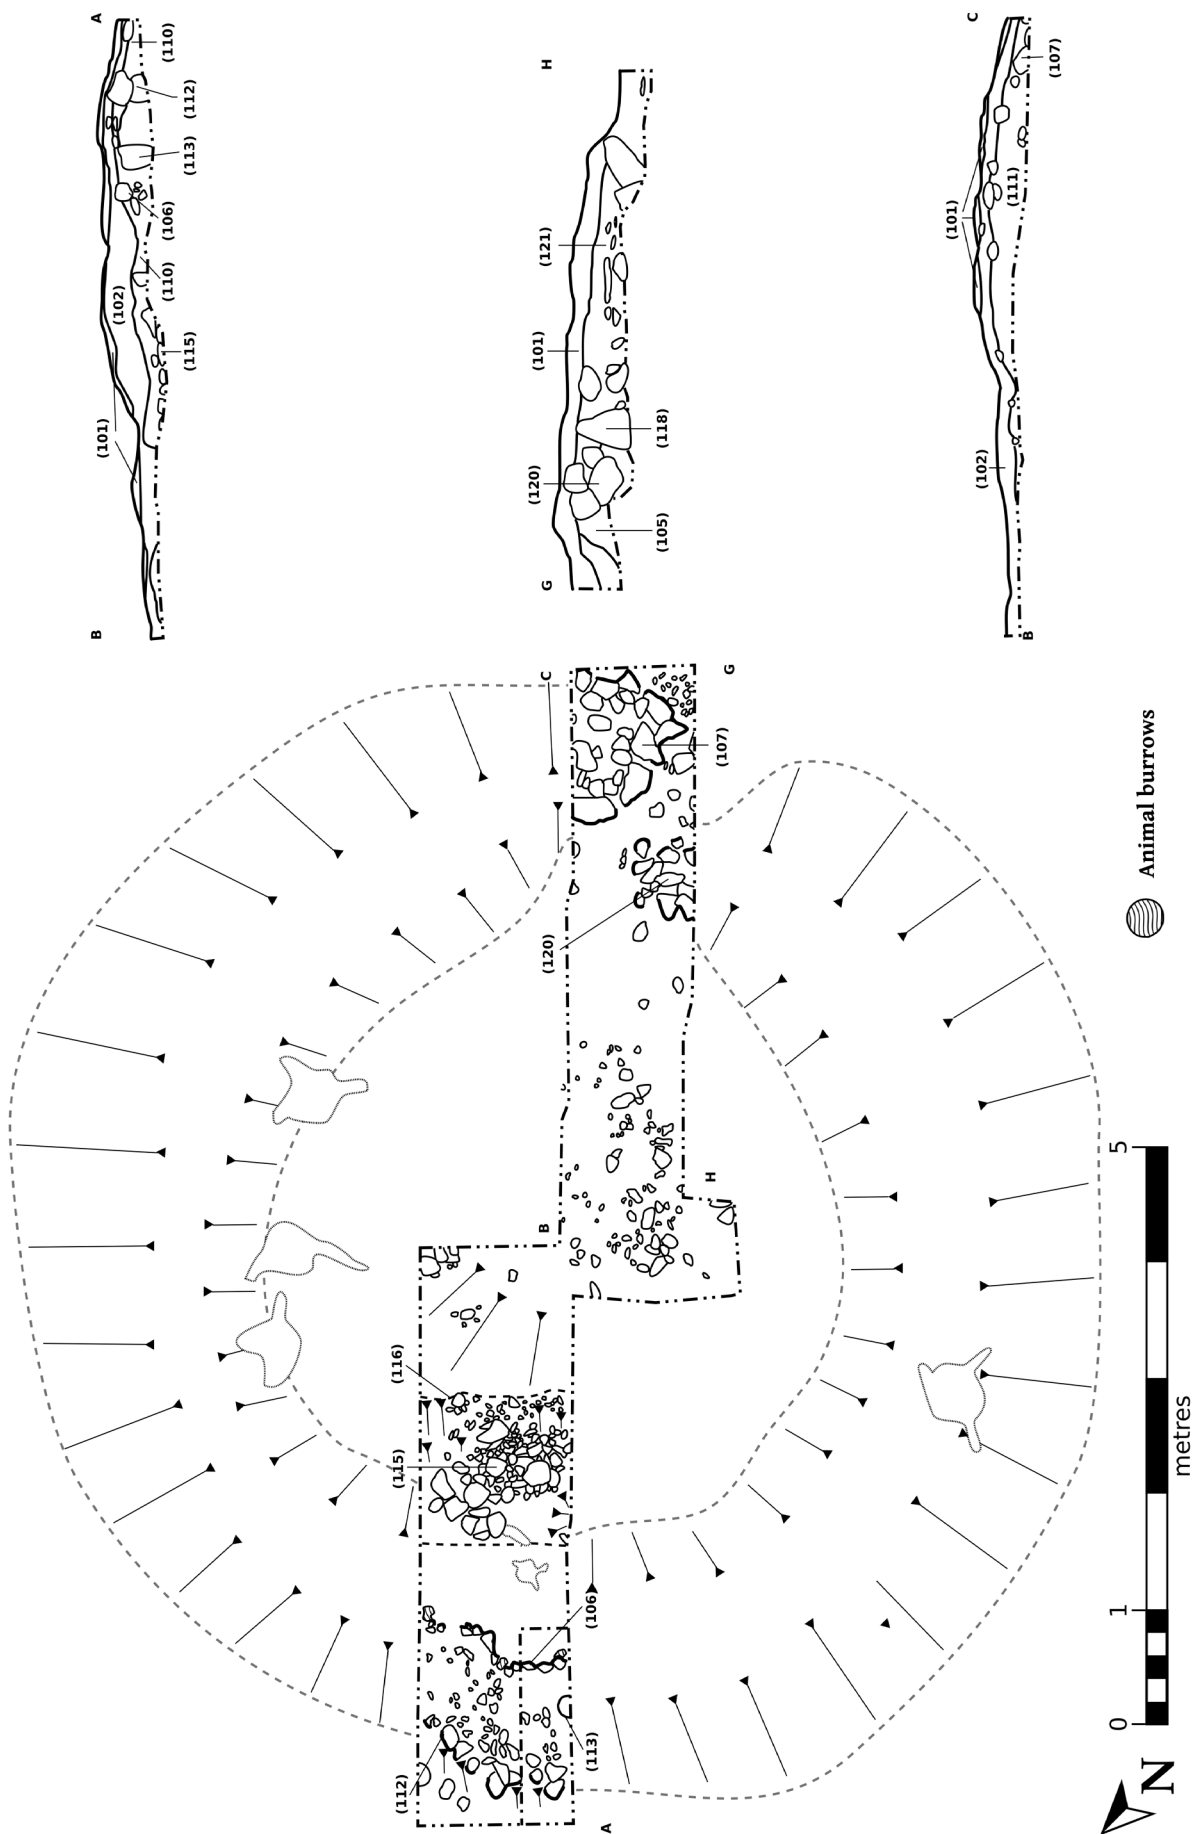 A
(110)
(112)
(113)
(106)
(110)
(102)
(115)
(101)
B
H
(121)
(101)
(118)
(120)
(105)
G
C
(107)
(101)
(111)
(102)
B
C
G
(107)
(120)
H
B
(116)
(115)
(106)
(113)
(112)
A
Animal burrows
0
1
5
metres
N